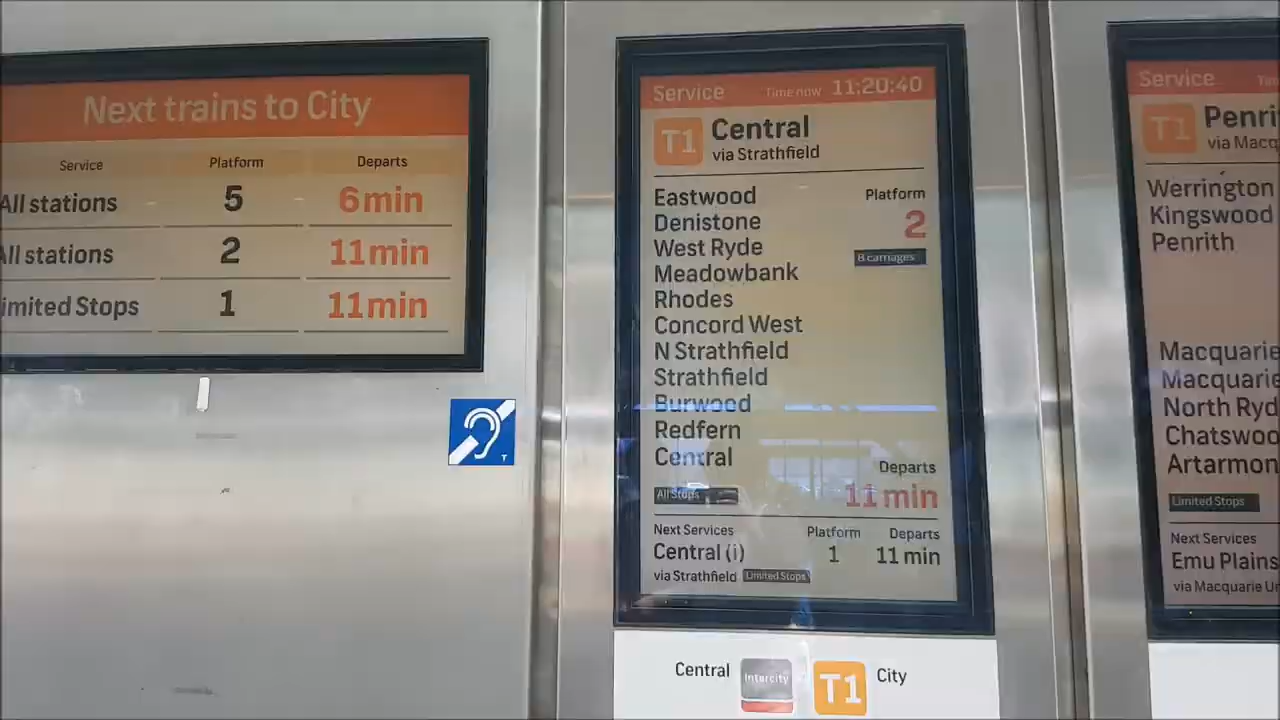 Next trains to City
Service Platform Departs
All stations 5 6 min
All stations 2 11 min
imited Stops 1 11 min
T
Service Time now 11:20:40
T1 Central
via Strathfield
Eastwood Platform
Denistone 2
West Ryde
8 carriages
Meadowbank
Rhodes
Concord West
N Strathfield
Strathfield
Burwood
Redfern
Central
Departs
All Stops 11 min
Next Services Platform Departs
Central (i) 1 11 min
via Strathfield Limited Stops
Central Intercity T1 City
Service
T1 Penri
via Macq
Werrington
Kingswood
Penrith
Macquarie
Macquarie
North Ryd
Chatswoo
Artarmon
Limited Stops
Next Services
Emu Plains
via Macquarie Un